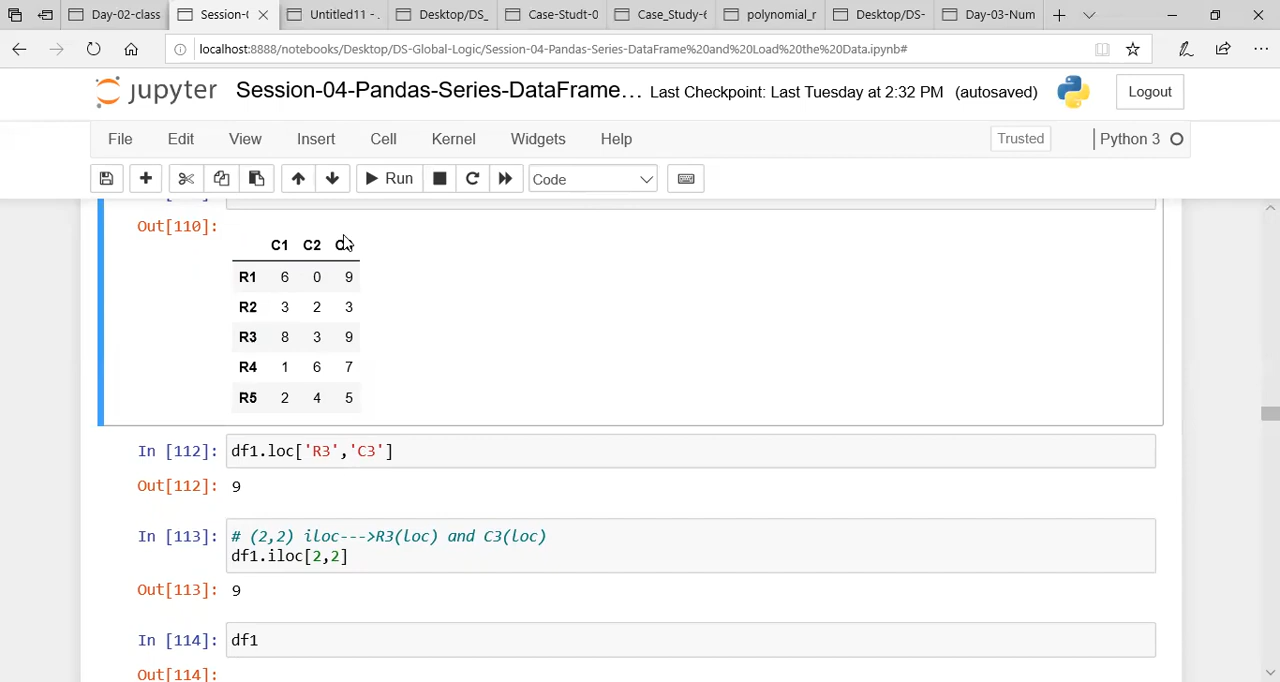 Day-02-class
Session-(
Untitled11 - .
Desktop/DS_
Case-Studt-0
Case_Study-6
polynomial_r
Desktop/DS-
Day-03-Num
localhost:8888/notebooks/Desktop/DS-Global-Logic/Session-04-Pandas-Series-DataFrame%20and%20Load%20the%20Data.ipynb#
jupyter Session-04-Pandas-Series-DataFrame... Last Checkpoint: Last Tuesday at 2:32 PM (autosaved) Logout
File Edit View Insert Cell Kernel Widgets Help Trusted Python 3
Run Code
Out[110]:
C1 C2
R1 6 0 9
R2 3 2 3
R3 8 3 9
R4 1 6 7
R5 2 4 5
In [112]: df1.loc['R3','C3']
Out[112]: 9
In [113]: # (2,2) iloc--->R3(loc) and C3(loc)
df1.iloc[2,2]
Out[113]: 9
In [114]: df1
Out[114]: